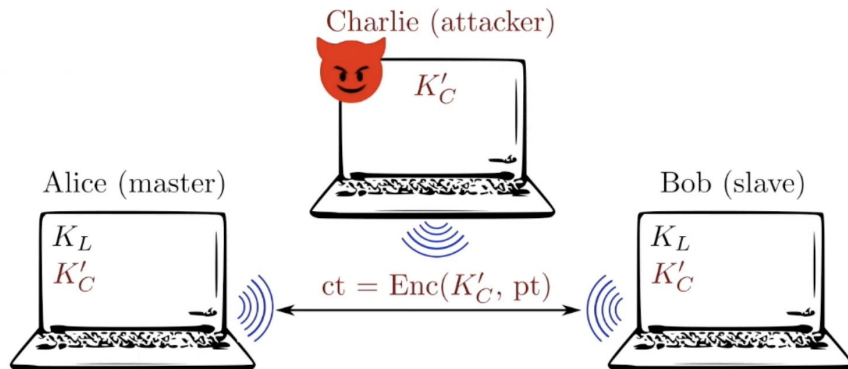 Charlie (attacker)
K'_C
Alice (master)
Bob (slave)
K_L
K'_C
K_L
K'_C
ct = Enc(K'_C, pt)